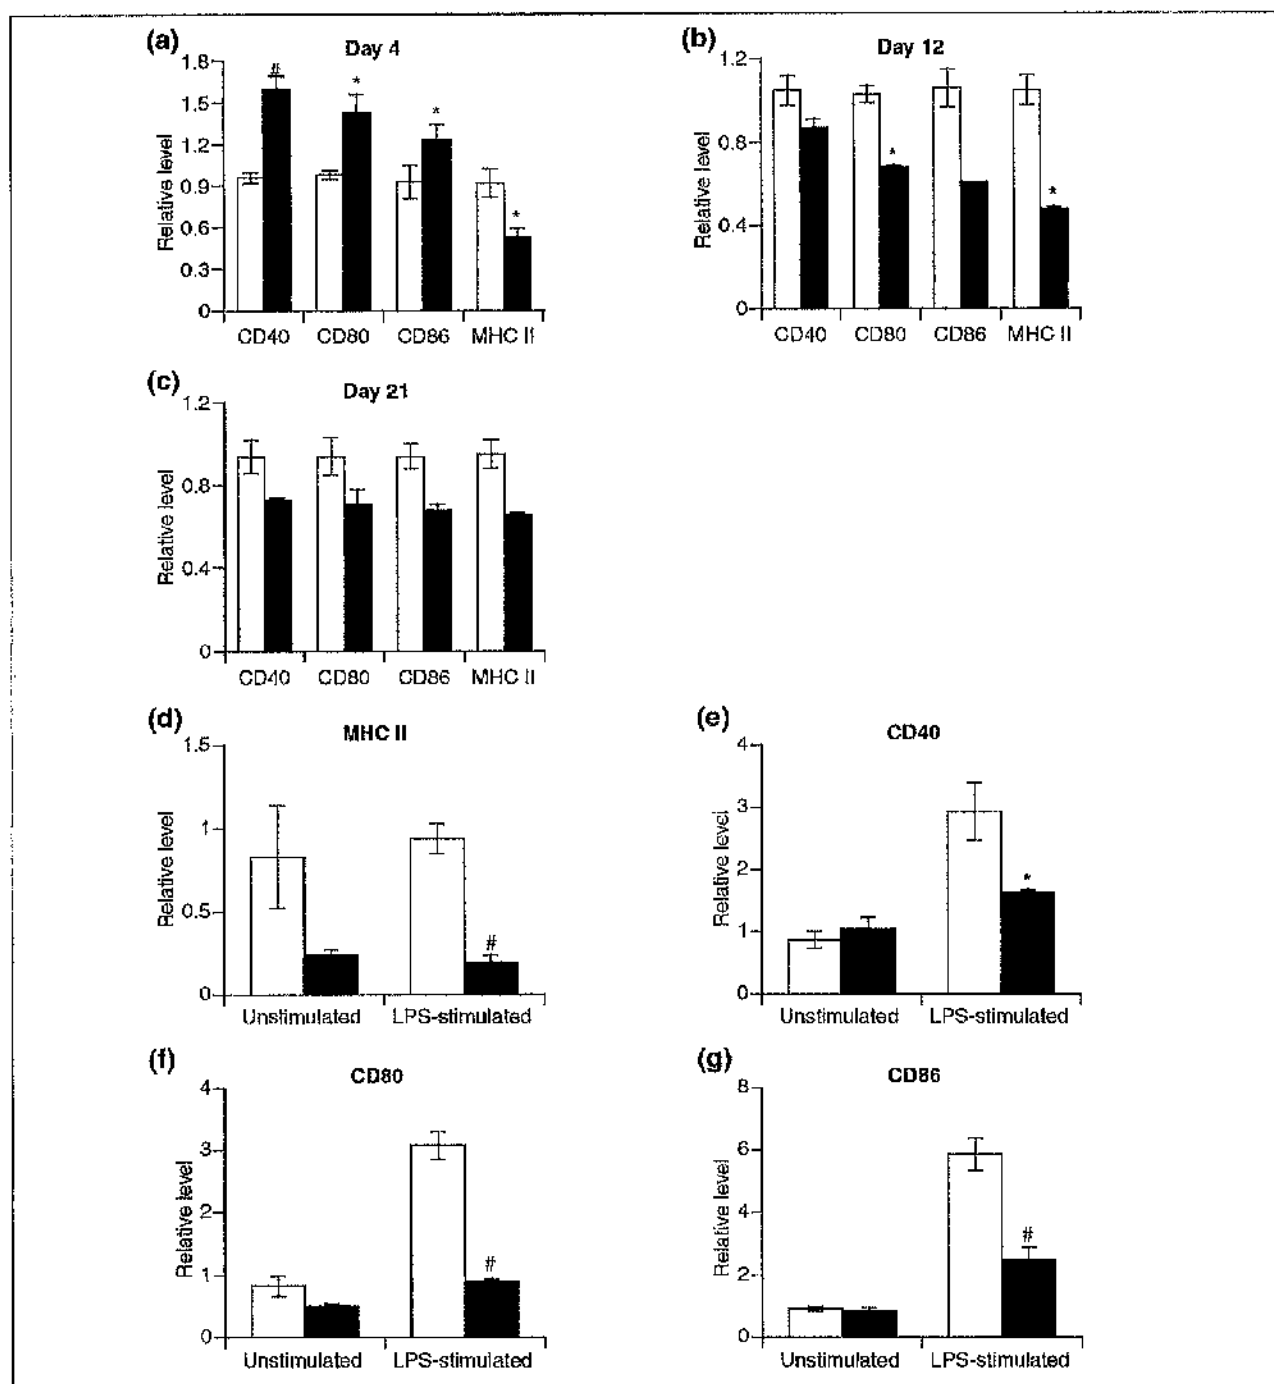 (a)
Day 4
1.8
1.5
1.2
0.9
0.6
0.3
0
Relative level
#
*
*
*
CD40 CD80 CD86 MHC II
(b)
Day 12
1.2
0.8
0.4
0
Relative level
*
*
CD40 CD80 CD86 MHC II
(c)
Day 21
1.2
0.8
0.4
0
Relative level
CD40 CD80 CD86 MHC II
(d)
MHC II
1.5
1
0.5
0
Relative level
#
Unstimulated LPS-stimulated
(e)
CD40
4
3
2
1
0
Relative level
*
Unstimulated LPS-stimulated
(f)
CD80
4
3
2
1
0
Relative level
#
Unstimulated LPS-stimulated
(g)
CD86
8
6
4
2
0
Relative level
#
Unstimulated LPS-stimulated